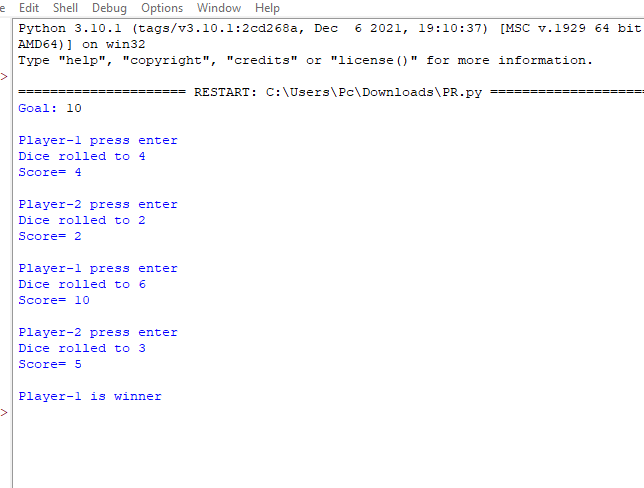 e Edit Shell Debug Options Window Help
Python 3.10.1 (tags/v3.10.1:2cd268a, Dec  6 2021, 19:10:37) [MSC v.1929 64 bit
AMD64)] on win32
Type "help", "copyright", "credits" or "license()" for more information.
>
===================== RESTART: C:\Users\Pc\Downloads\PR.py ====================
Goal: 10
Player-1 press enter
Dice rolled to 4
Score= 4
Player-2 press enter
Dice rolled to 2
Score= 2
Player-1 press enter
Dice rolled to 6
Score= 10
Player-2 press enter
Dice rolled to 3
Score= 5
Player-1 is winner
>